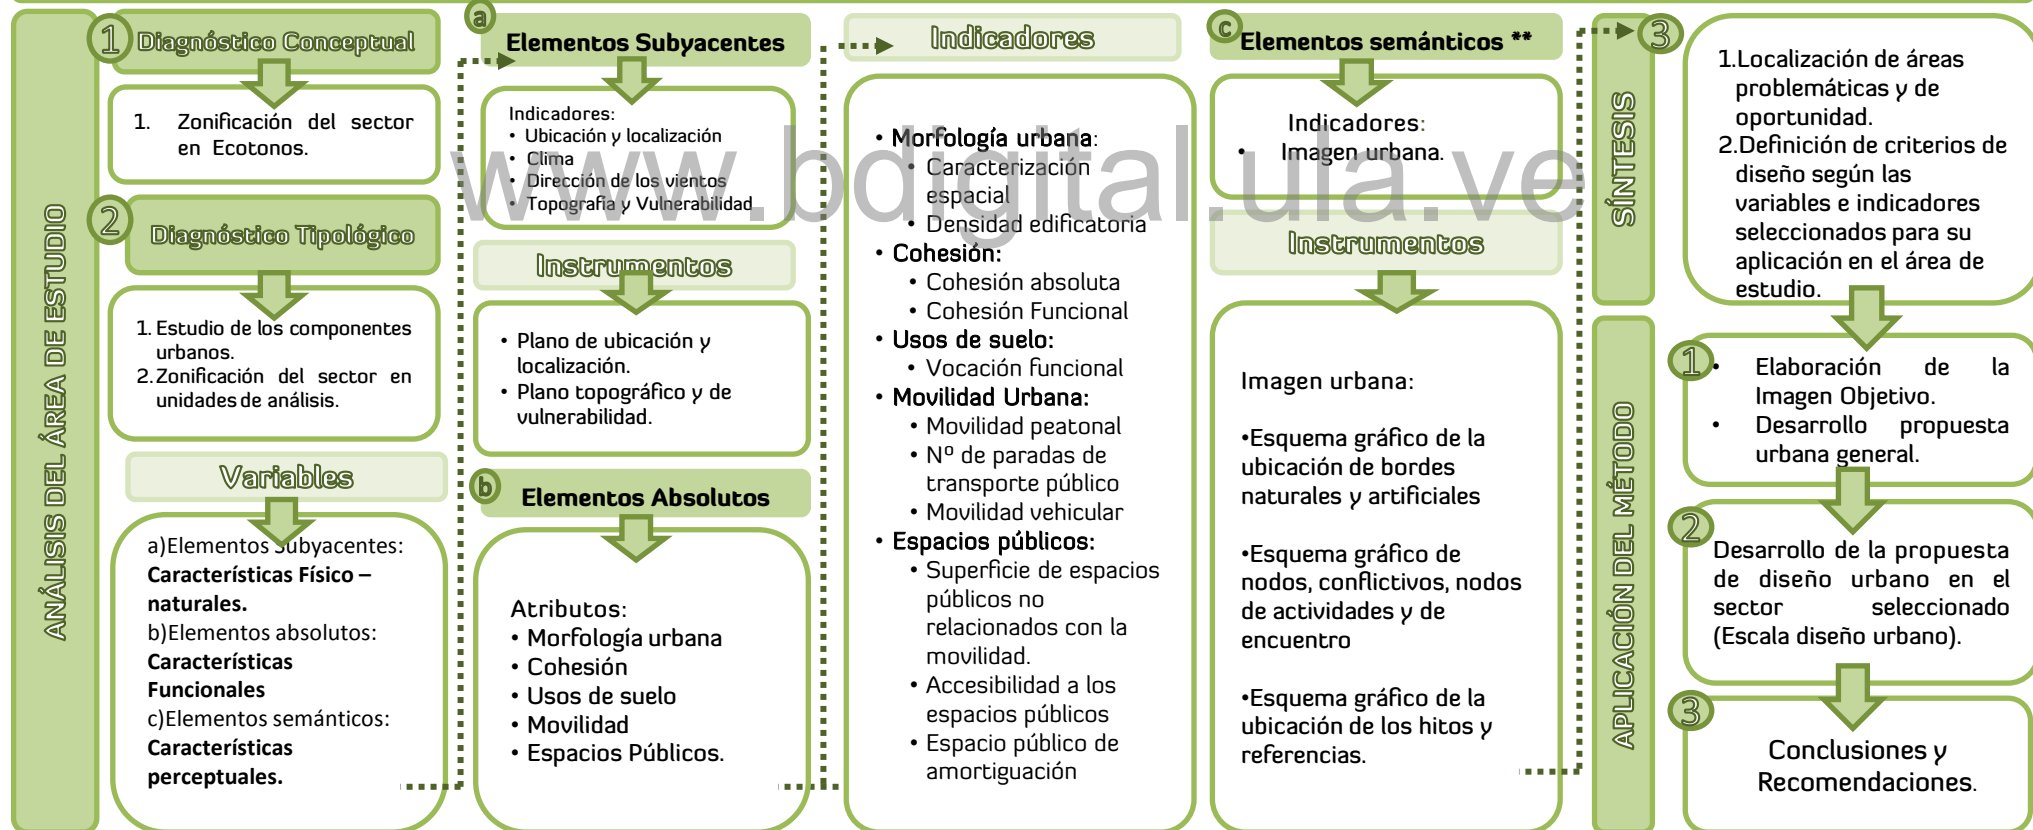 ANÁLISIS DEL ÁREA DE ESTUDIO
1
Diagnóstico Conceptual
1. Zonificación del sector
en Ecotonos.
2
Diagnóstico Tipológico
1. Estudio de los componentes
urbanos.
2. Zonificación del sector en
unidades de análisis.
Variables
a)Elementos Subyacentes:
Características Físico –
naturales.
b)Elementos absolutos:
Características
Funcionales
c)Elementos semánticos:
Características
perceptuales.
a
Elementos Subyacentes
Indicadores:
• Ubicación y localización
• Clima
• Dirección de los vientos
• Topografía y Vulnerabilidad
Instrumentos
• Plano de ubicación y
localización.
• Plano topográfico y de
vulnerabilidad.
b
Elementos Absolutos
Atributos:
• Morfología urbana
• Cohesión
• Usos de suelo
• Movilidad
• Espacios Públicos.
Indicadores
• Morfología urbana:
• Caracterización
espacial
• Densidad edificatoria
• Cohesión:
• Cohesión absoluta
• Cohesión Funcional
• Usos de suelo:
• Vocación funcional
• Movilidad Urbana:
• Movilidad peatonal
• Nº de paradas de
transporte público
• Movilidad vehicular
• Espacios públicos:
• Superficie de espacios
públicos no
relacionados con la
movilidad.
• Accesibilidad a los
espacios públicos
• Espacio público de
amortiguación
c
Elementos semánticos **
Indicadores:
• Imagen urbana.
Instrumentos
Imagen urbana:
•Esquema gráfico de la
ubicación de bordes
naturales y artificiales
•Esquema gráfico de
nodos, conflictivos, nodos
de actividades y de
encuentro
•Esquema gráfico de la
ubicación de los hitos y
referencias.
SÍNTESIS
3
1.Localización de áreas
problemáticas y de
oportunidad.
2.Definición de criterios de
diseño según las
variables e indicadores
seleccionados para su
aplicación en el área de
estudio.
APLICACIÓN DEL MÉTODO
1
• Elaboración de la
Imagen Objetivo.
• Desarrollo propuesta
urbana general.
2
Desarrollo de la propuesta
de diseño urbano en el
sector seleccionado
(Escala diseño urbano).
3
Conclusiones y
Recomendaciones.
www.bdigital.ula.ve